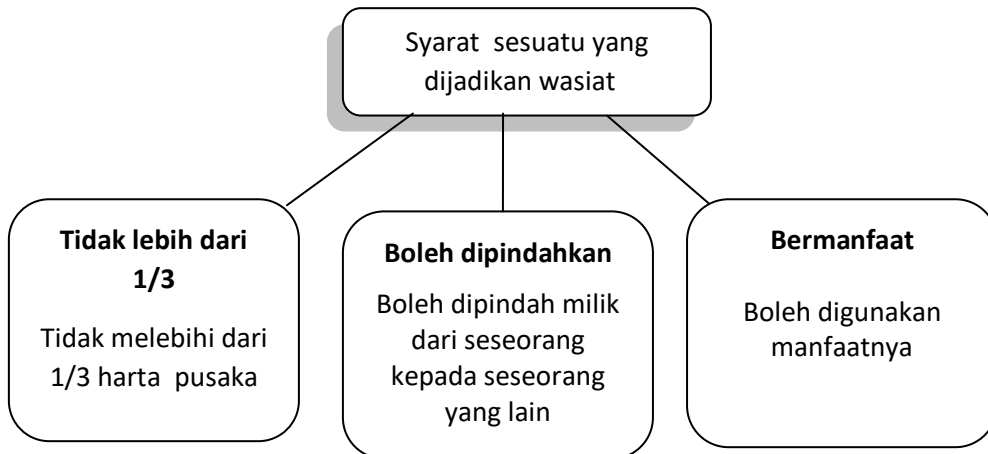 Syarat sesuatu yang
dijadikan wasiat
Tidak lebih dari
1/3
Tidak melebihi dari
1/3 harta pusaka
Boleh dipindahkan
Boleh dipindah milik
dari seseorang
kepada seseorang
yang lain
Bermanfaat
Boleh digunakan
manfaatnya